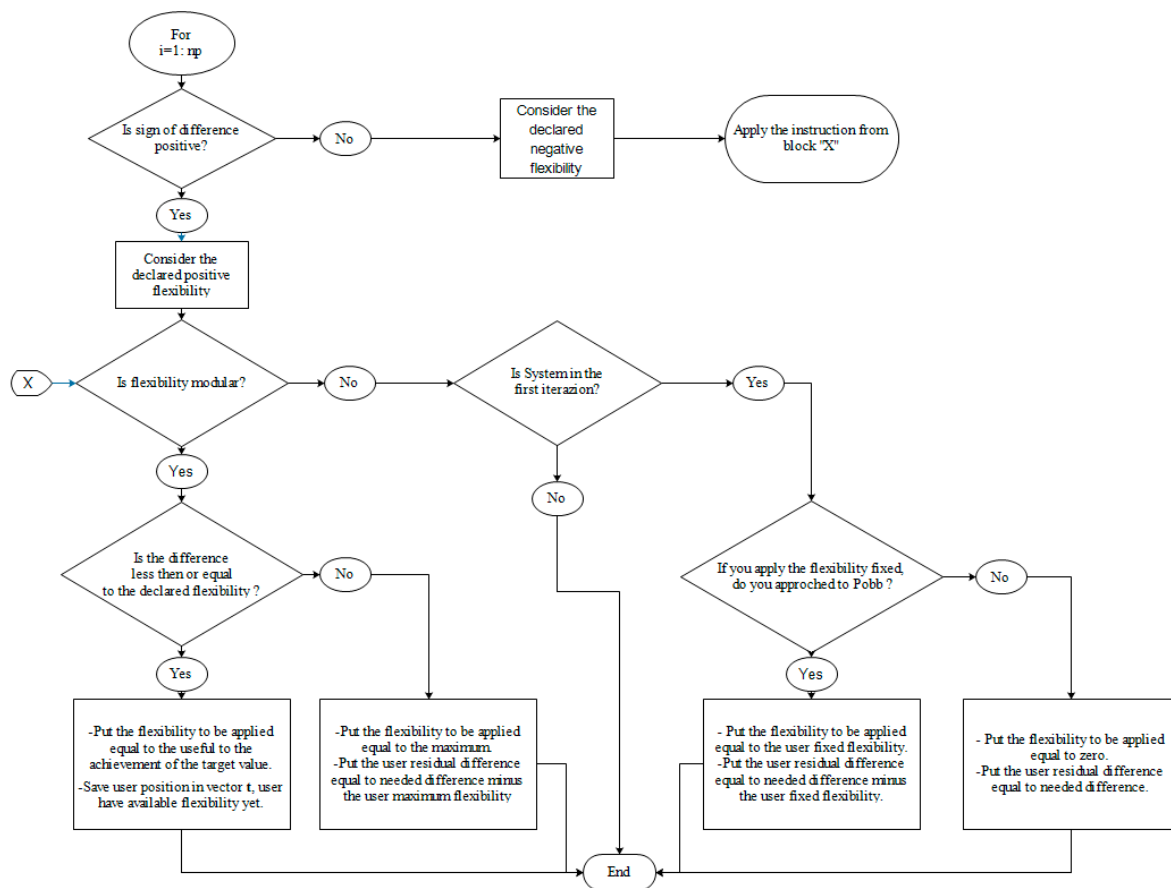 For
i=1: np
Is sign of difference
positive?
No
Consider the
declared
negative
flexibility
Apply the instruction from
block "X"
Yes
Consider the
declared positive
flexibility
X
Is flexibility modular?
No
Is System in the
first iterazion?
Yes
Yes
No
Is the difference
less then or equal
to the declared flexibility ?
No
If you apply the flexibility fixed,
do you approched to Pobb ?
No
Yes
Yes
-Put the flexibility to be applied
equal to the useful to the
achievement of the target value.
-Save user position in vector t, user
have available flexibility yet.
-Put the flexibility to be applied
equal to the maximum.
-Put the user residual difference
equal to needed difference minus
the user maximum flexibility
- Put the flexibility to be applied
equal to the user fixed flexibility.
- Put the user residual difference
equal to needed difference minus
the user fixed flexibility.
- Put the flexibility to be applied
equal to zero.
- Put the user residual difference
equal to needed difference.
End